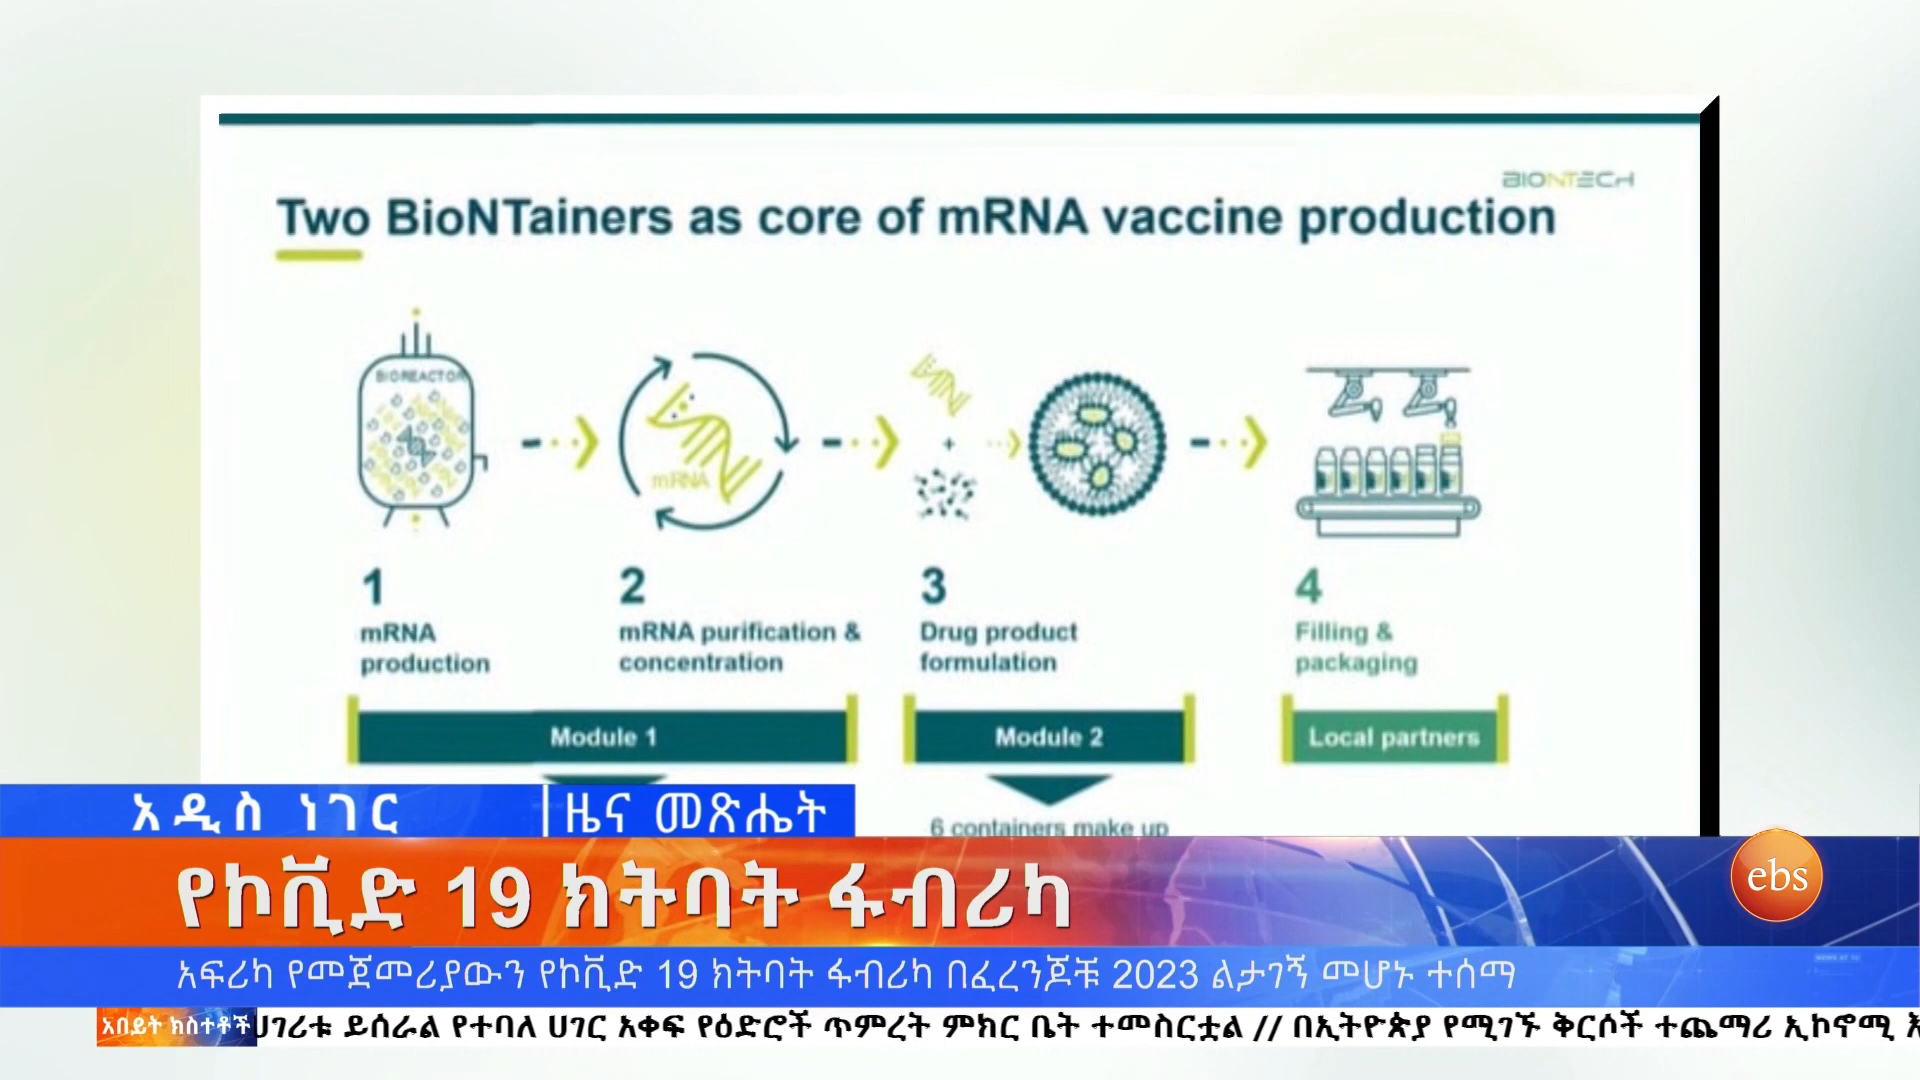 BIONTECH
Two BioNTainers as core of mRNA vaccine production
BIOREACTOR
mRNA
+
1
mRNA
production
2
mRNA purification &
concentration
3
Drug product
formulation
4
Filling &
packaging
Module 1
Module 2
Local partners
6 containers make up
አዲስ ነገር
|ዜና መጽሔት
የኮቪድ 19 ክትባት ፋብሪካ
ebs
አፍሪካ የመጀመሪያውን የኮቪድ 19 ክትባት ፋብሪካ በፈረንጆቹ 2023 ልታገኝ መሆኑ ተሰማ
NEWS AT 10
አበይት ክስተቶች
ሀገሪቱ ይሰራል የተባለ ሀገር አቀፍ የዕድሮች ጥምረት ምክር ቤት ተመስርቷል // በኢትዮጵያ የሚገኙ ቅርሶች ተጨማሪ ኢኮኖሚ